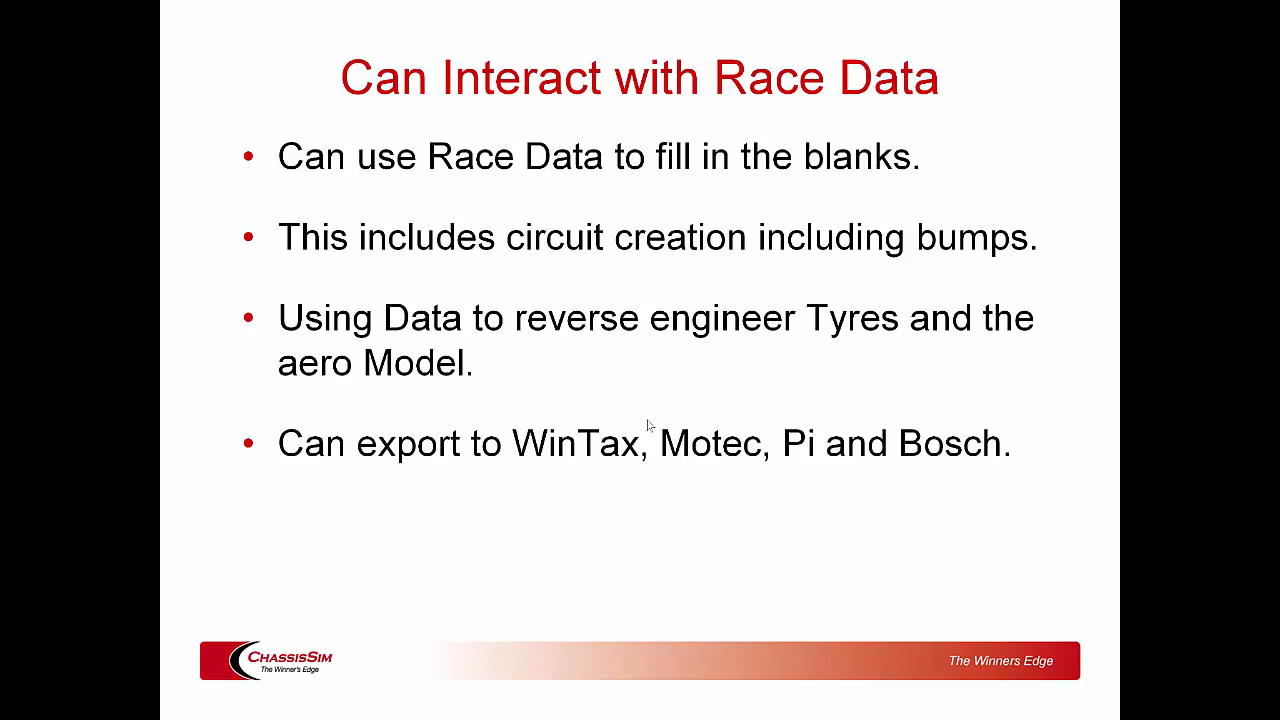 Can Interact with Race Data
• Can use Race Data to fill in the blanks.
• This includes circuit creation including bumps.
• Using Data to reverse engineer Tyres and the
aero Model.
• Can export to WinTax, Motec, Pi and Bosch.
CHASSISSIM
The Winner's Edge
The Winners Edge